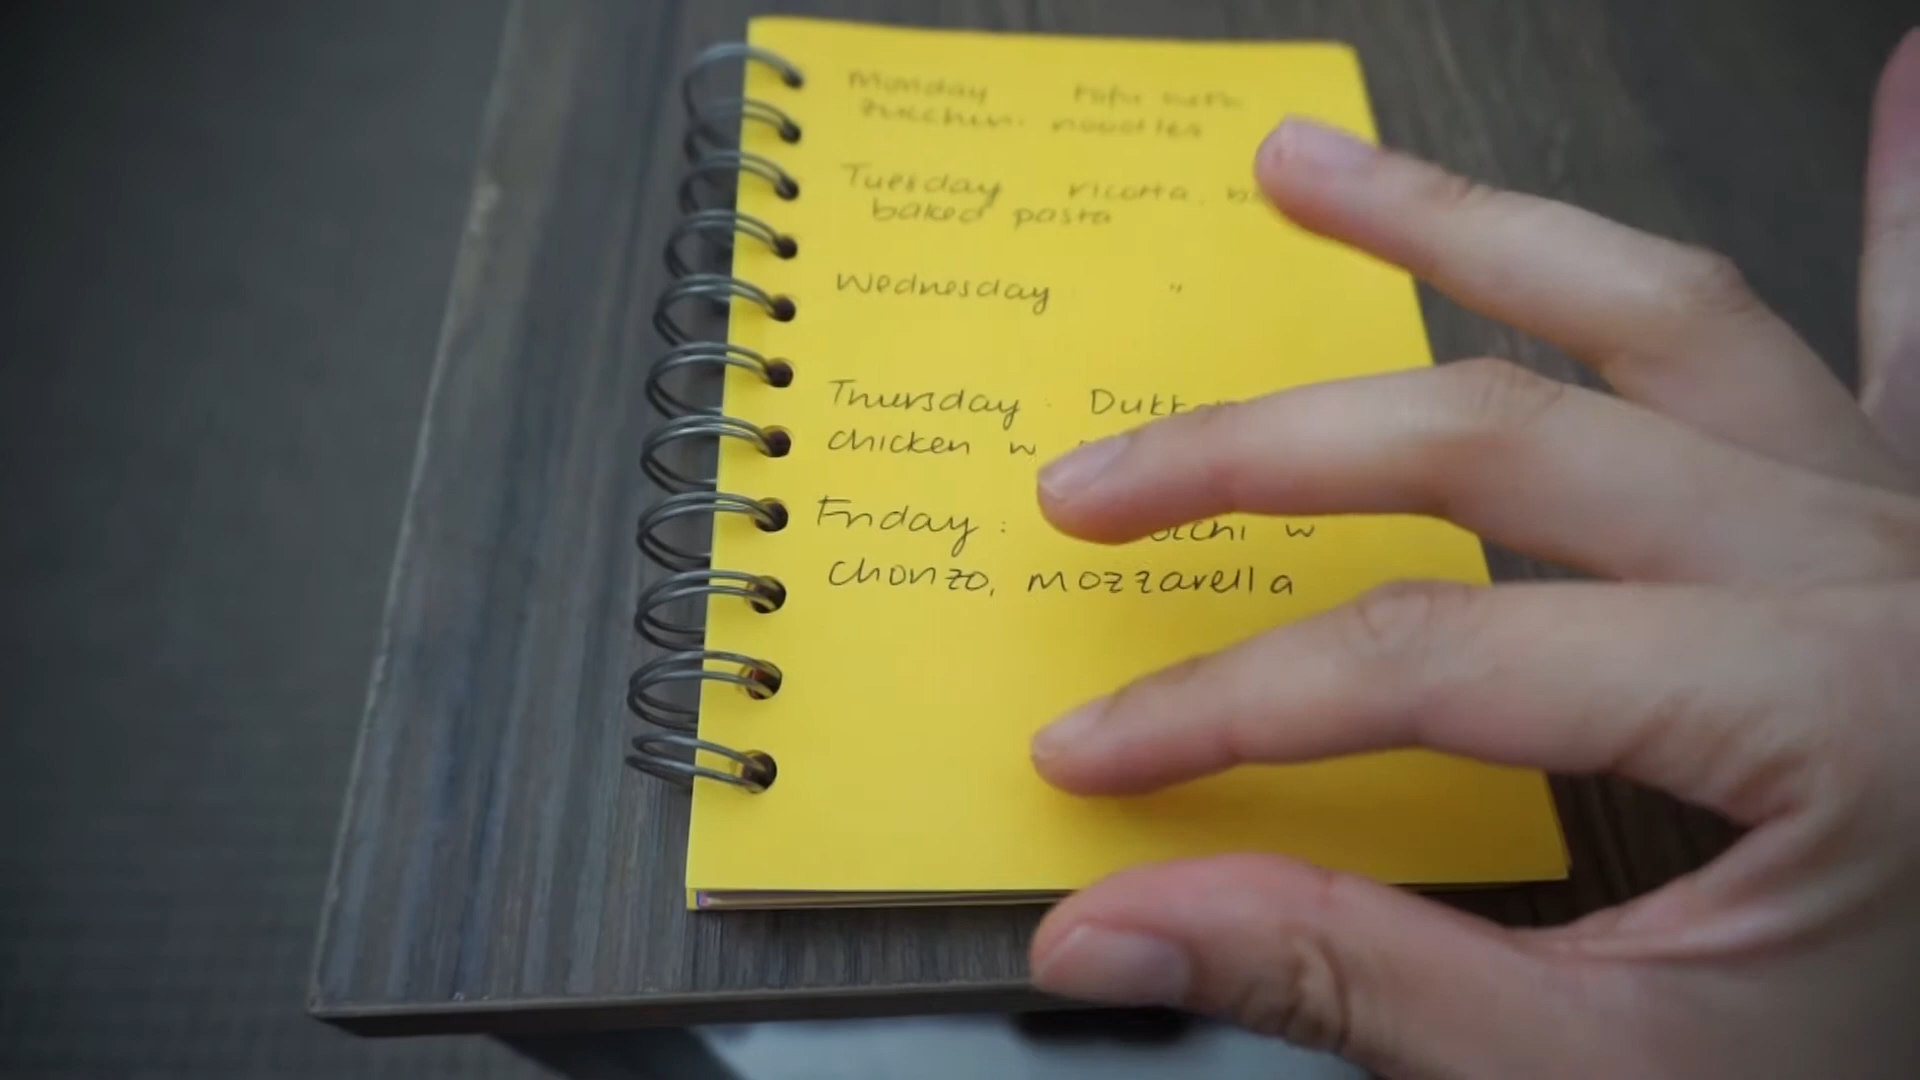 Monday tofu with
zucchini noodles
Tuesday ricotta,
baked pasta
Wednesday "
Thursday :
chicken w
Friday : w
chorizo, mozzarella